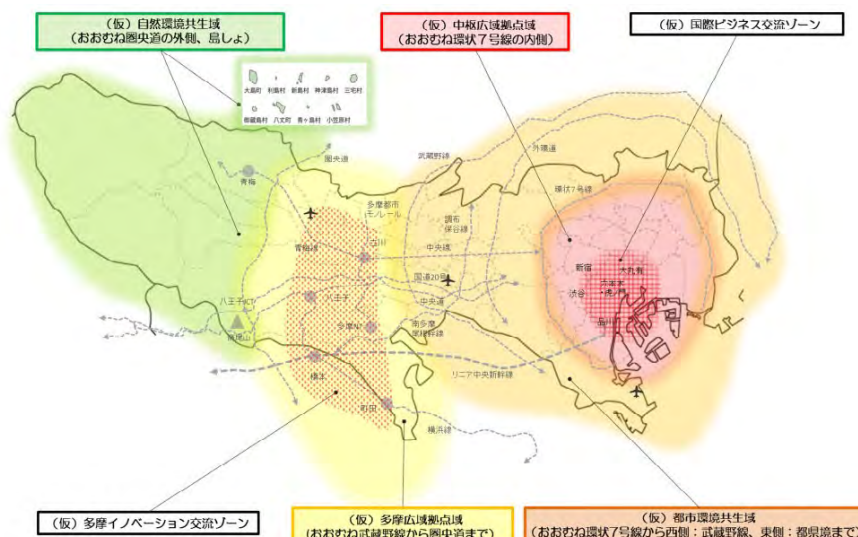 (仮)自然環境共生域
(おおむね圏央道の外側、島しょ)
(仮)中枢広域拠点域
(おおむね環状7号線の内側)
(仮)国際ビジネス交流ゾーン
大島町 利島村 新島村 神津島村 三宅村
御蔵島村 八丈町 青ヶ島村 小笠原村
圏央道
武蔵野線
外環道
青梅
環状7号線
多摩都市
モノレール
調布
保谷線
青梅線
立川
中央線
新宿
大丸有
国道20号
六本木
・虎ノ門
渋谷
八王子JCT
八王子
中央道
品川
高尾山
多摩NT
南多摩
尾根幹線
橋本
リニア中央新幹線
町田
横浜線
(仮)多摩イノベーション交流ゾーン
(仮)多摩広域拠点域
(おおむね武蔵野線から圏央道まで)
(仮)都市環境共生域
(おおむね環状7号線から西側:武蔵野線、東側:都県境まで)